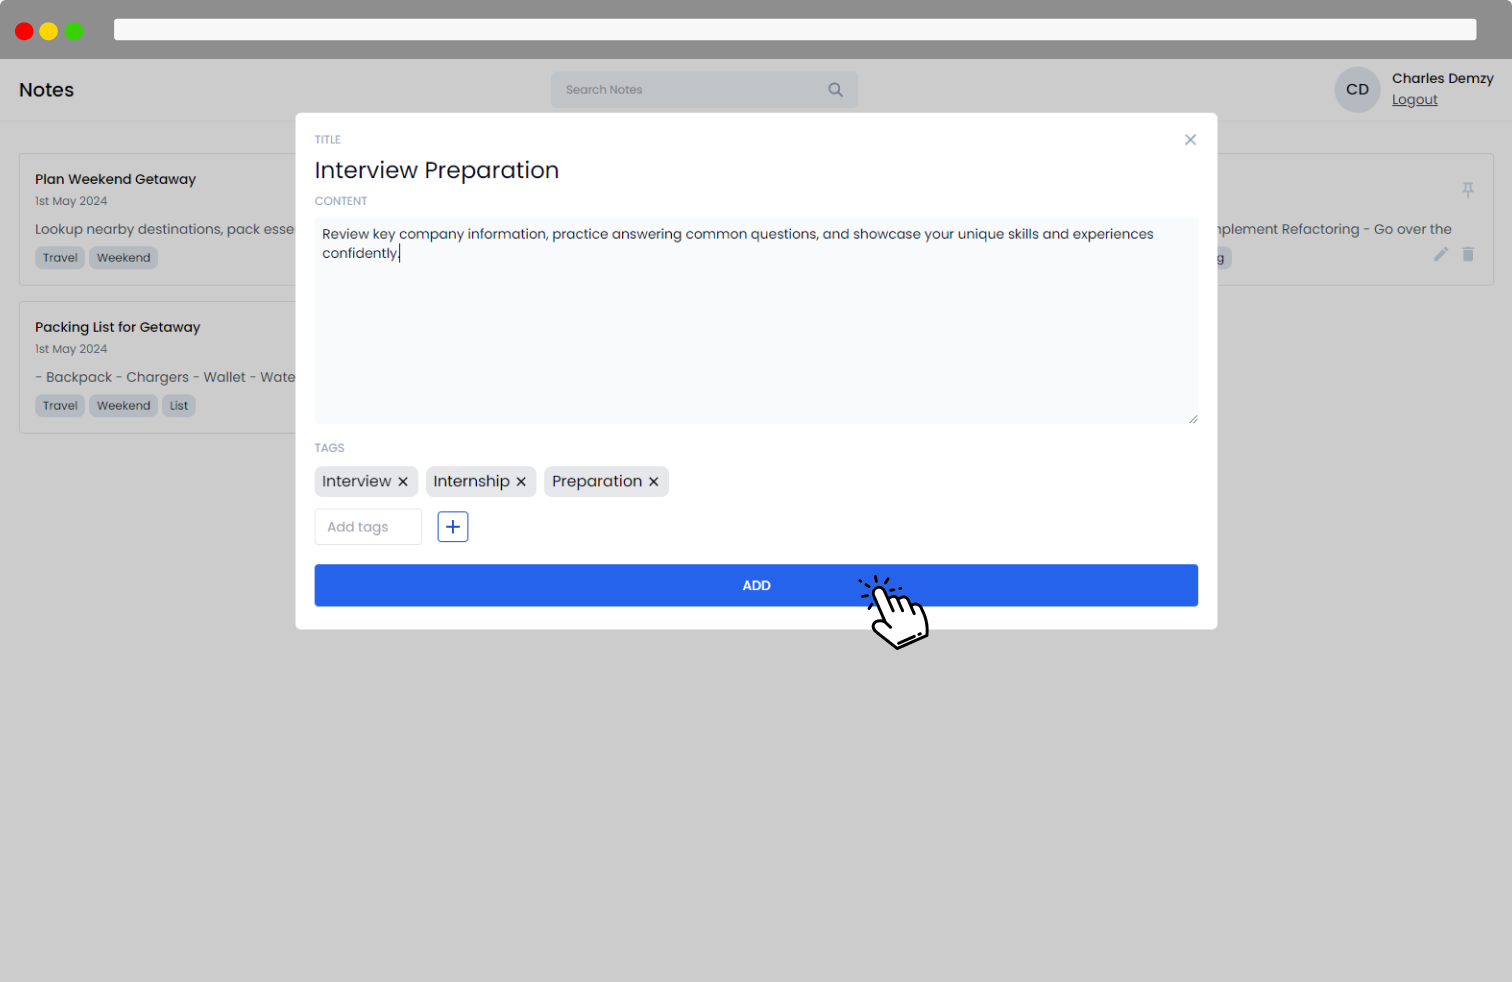 Notes
Search Notes
CD
Charles Demzy
Logout
Plan Weekend Getaway
1st May 2024
Lookup nearby destinations, pack esse
Travel
Weekend
Packing List for Getaway
1st May 2024
- Backpack - Chargers - Wallet - Wate
Travel
Weekend
List
TITLE
Interview Preparation
CONTENT
Review key company information, practice answering common questions, and showcase your unique skills and experiences
confidently.
TAGS
Interview
Internship
Preparation
Add tags
ADD
plement Refactoring - Go over the
g